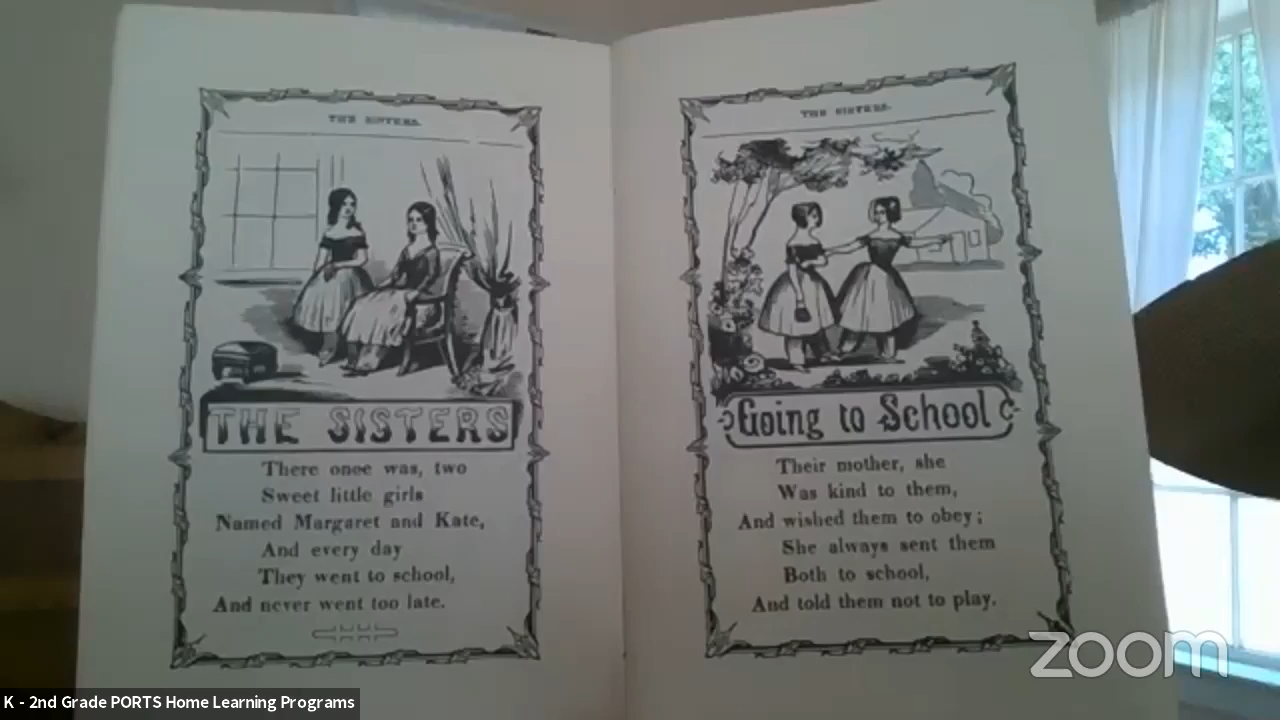 THE SISTERS.
THE SISTERS
There once was, two
Sweet little girls
Named Margaret and Kate,
And every day
They went to school,
And never went too late.
THE SISTERS.
Going to School
Their mother, she
Was kind to them,
And wished them to obey;
She always sent them
Both to school,
And told them not to play.
zoom
K - 2nd Grade PORTS Home Learning Programs